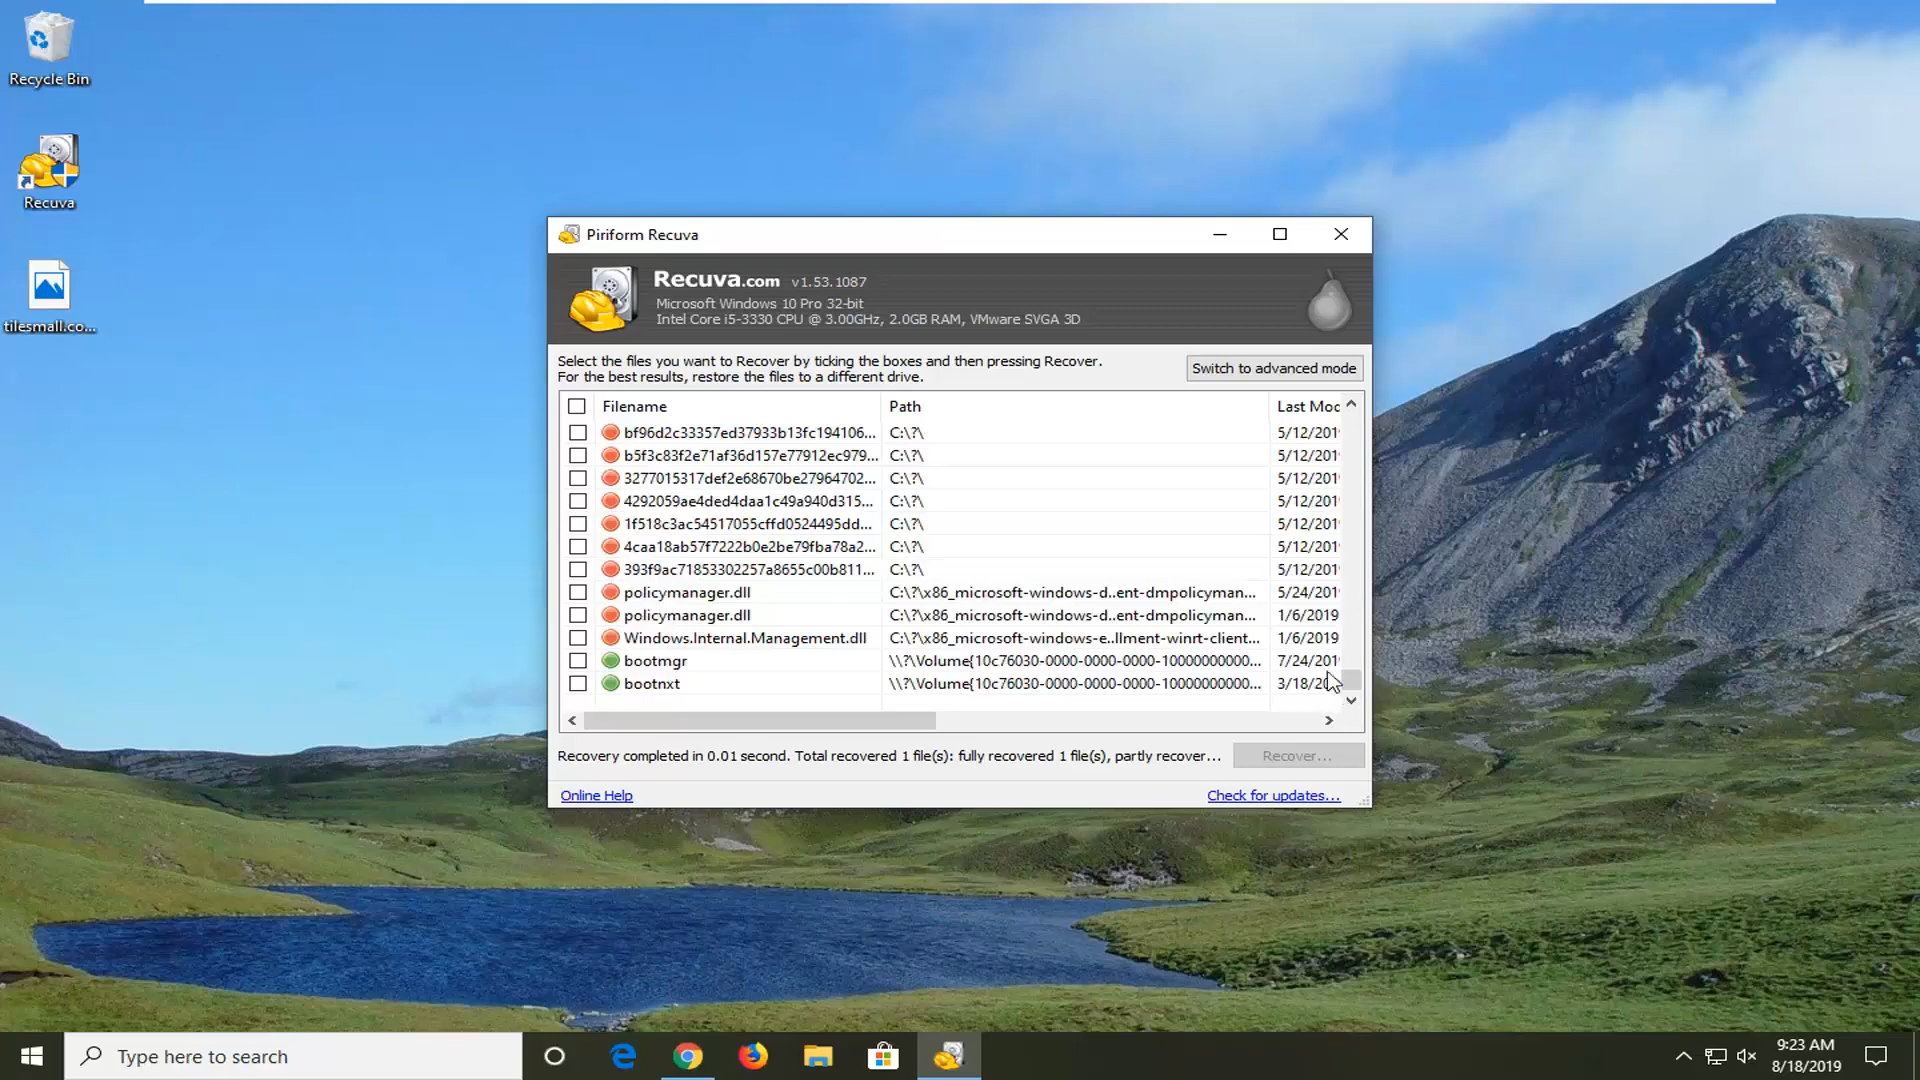 Recycle Bin
Recuva
tilesmall.co...
Piriform Recuva
Recuva.com v1.53.1087
Microsoft Windows 10 Pro 32-bit
Intel Core i5-3330 CPU @ 3.00GHz, 2.0GB RAM, VMware SVGA 3D
Select the files you want to Recover by ticking the boxes and then pressing Recover.
For the best results, restore the files to a different drive.
Switch to advanced mode
Filename Path Last Moc
bf96d2c33357ed37933b13fc194106... C:\?\ 5/12/201
b5f3c83f2e71af36d157e77912ec979... C:\?\ 5/12/201
3277015317def2e68670be27964702... C:\?\ 5/12/201
4292059ae4ded4daa1c49a940d315... C:\?\ 5/12/201
1f518c3ac54517055cffd0524495dd... C:\?\ 5/12/201
4caa18ab57f7222b0e2be79fba78a2... C:\?\ 5/12/201
393f9ac71853302257a8655c00b811... C:\?\ 5/12/201
policymanager.dll C:\?\x86_microsoft-windows-d..ent-dmpolicyman... 5/24/201
policymanager.dll C:\?\x86_microsoft-windows-d..ent-dmpolicyman... 1/6/2019
Windows.Internal.Management.dll C:\?\x86_microsoft-windows-e..llment-winrt-client... 1/6/2019
bootmgr \\?\Volume{10c76030-0000-0000-0000-10000000000... 7/24/201
bootnxt \\?\Volume{10c76030-0000-0000-0000-10000000000... 3/18/20
Recovery completed in 0.01 second. Total recovered 1 file(s): fully recovered 1 file(s), partly recover...
Recover...
Online Help
Check for updates...
Type here to search
9:23 AM
8/18/2019